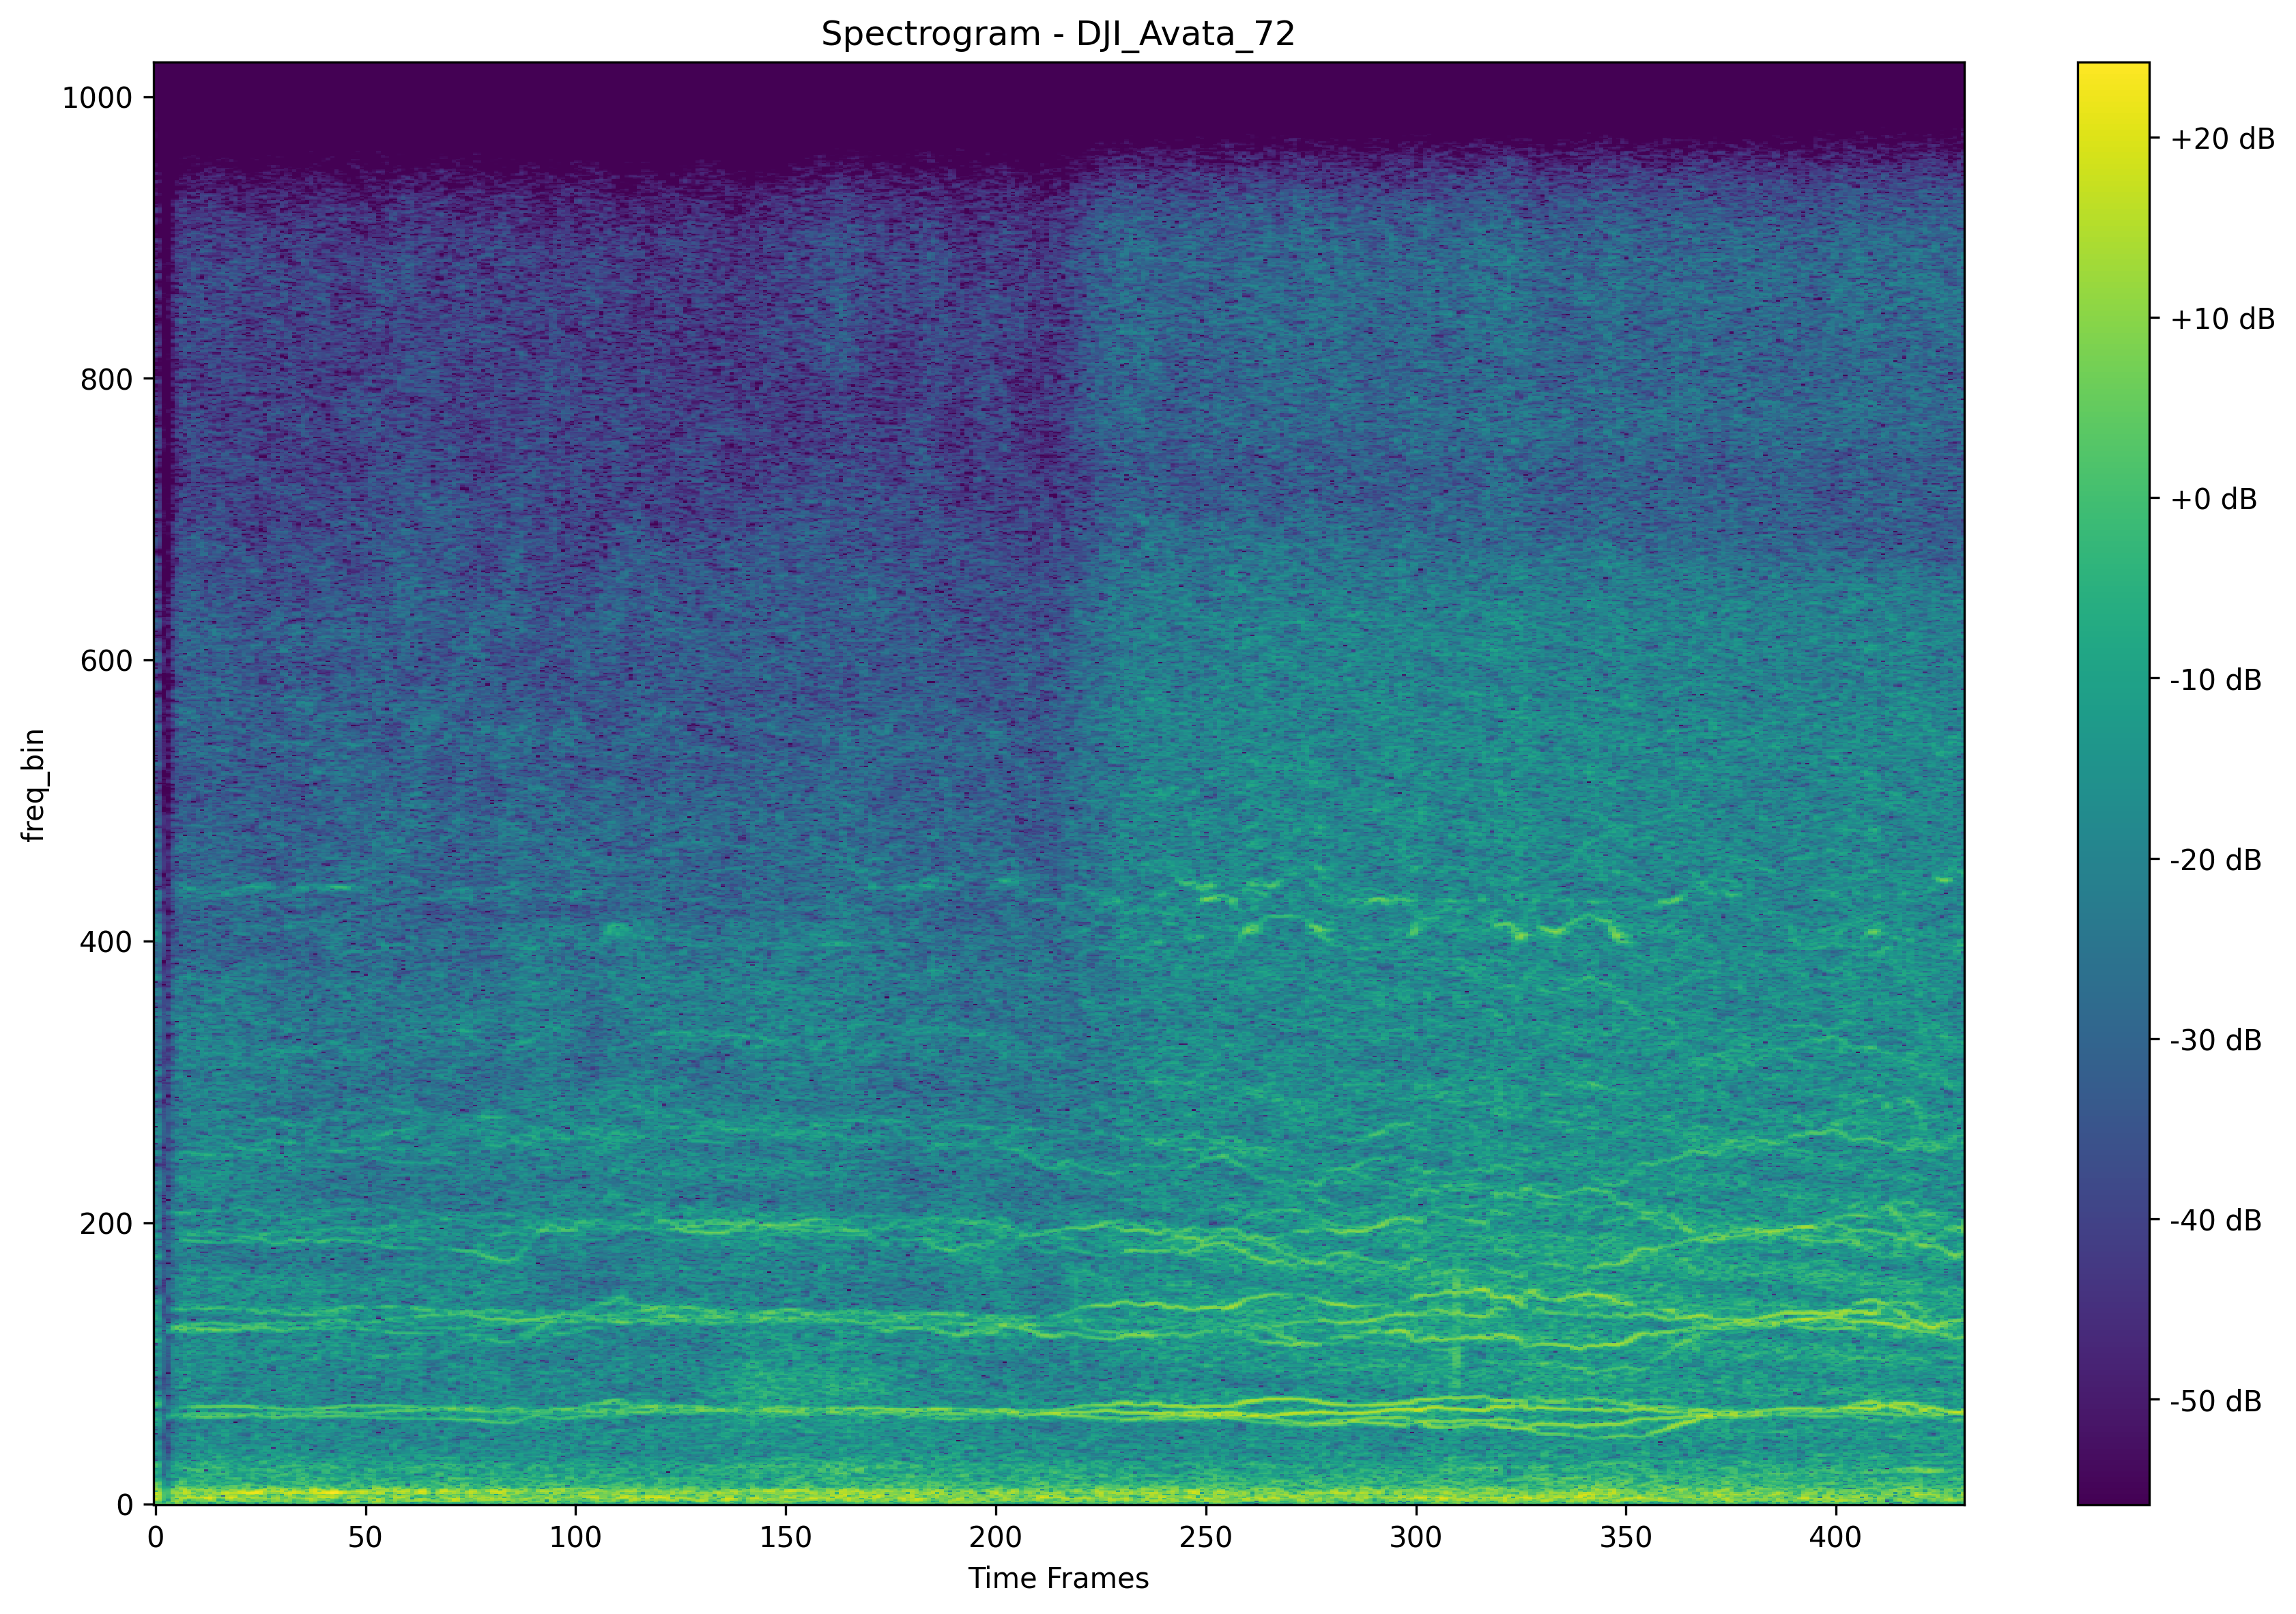 Spectrogram - DJI_Avata_72
1000
800
600
400
200
0
freq_bin
0 50 100 150 200 250 300 350 400
Time Frames
+20 dB
+10 dB
+0 dB
-10 dB
-20 dB
-30 dB
-40 dB
-50 dB